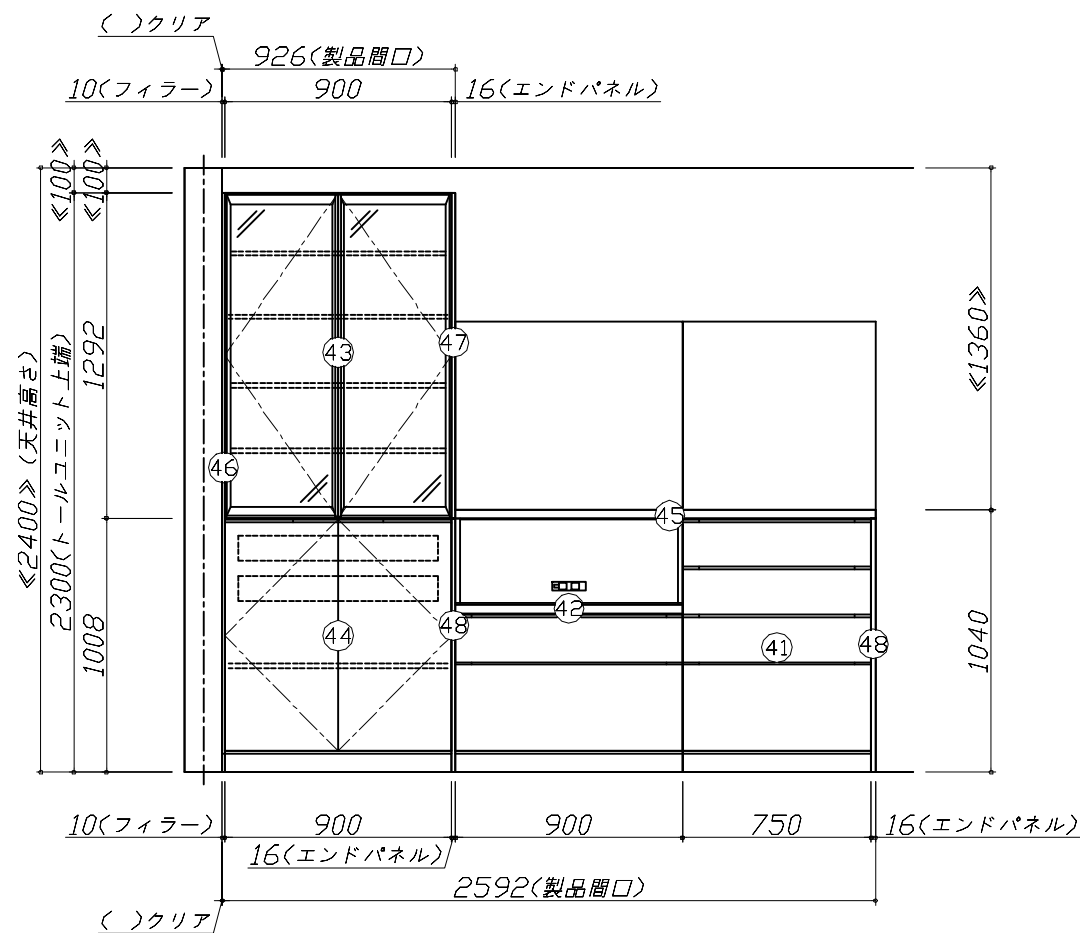 ( )クリア
926(製品間口)
10(フィラー)
900
16(エンドパネル)
≪100≫
≪100≫
≪2400≫(天井高さ)
2300(トールユニット上端)
1292
1008
≪1360≫
1040
43
47
46
45
42
44
48
41
48
10(フィラー)
900
900
750
16(エンドパネル)
16(エンドパネル)
2592(製品間口)
( )クリア